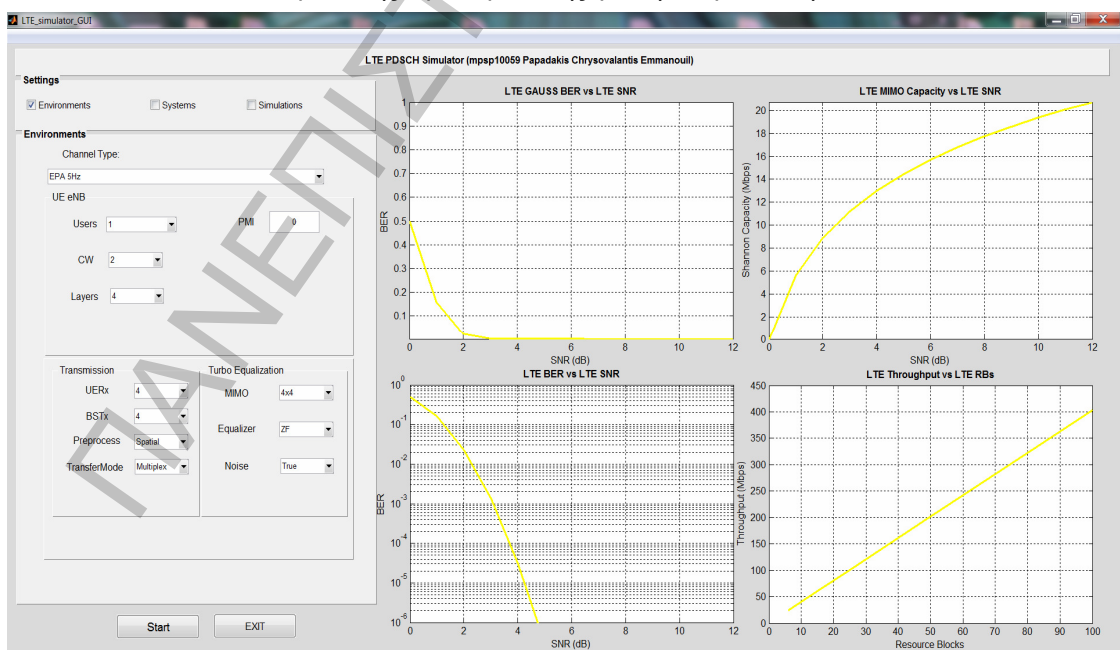 LTE_simulator_GUI
LTE PDSCH Simulator (mpsp10059 Papadakis Chrysovalantis Emmanouil)
Settings
Environments
Systems
Simulations
Environments
Channel Type:
EPA 5Hz
UE eNB
Users 1
PMI 0
CW 2
Layers 4
Transmission
UERx 4
BSTx 4
Preprocess Spatial
TransferMode Multiplex
Turbo Equalization
MIMO 4x4
Equalizer ZF
Noise True
Start
EXIT
LTE GAUSS BER vs LTE SNR
1
0.9
0.8
0.7
0.6
0.5
0.4
0.3
0.2
0.1
BER
0 2 4 6 8 10 12
SNR (dB)
LTE MIMO Capacity vs LTE SNR
20
18
16
14
12
10
8
6
4
2
0
Shannon Capacity (Mbps)
0 2 4 6 8 10 12
SNR (dB)
LTE BER vs LTE SNR
10^0
10^-1
10^-2
10^-3
10^-4
10^-5
10^-6
BER
0 2 4 6 8 10 12
SNR (dB)
LTE Throughput vs LTE RBs
450
400
350
300
250
200
150
100
50
0
Throughput (Mbps)
0 10 20 30 40 50 60 70 80 90 100
Resource Blocks
ΠΑΝΕΠΙΣ